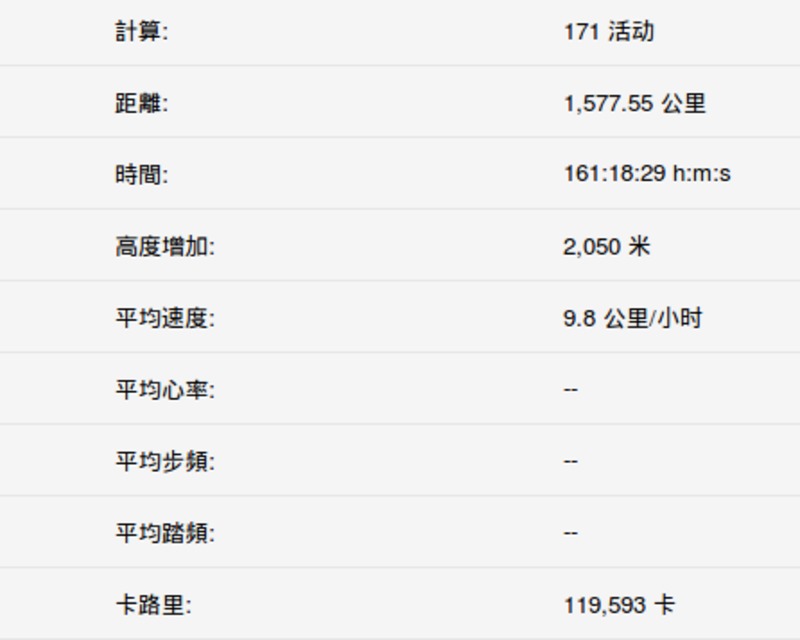 計算: 171 活动
距離: 1,577.55 公里
時間: 161:18:29 h:m:s
高度增加: 2,050 米
平均速度: 9.8 公里/小时
平均心率: --
平均步頻: --
平均踏頻: --
卡路里: 119,593 卡